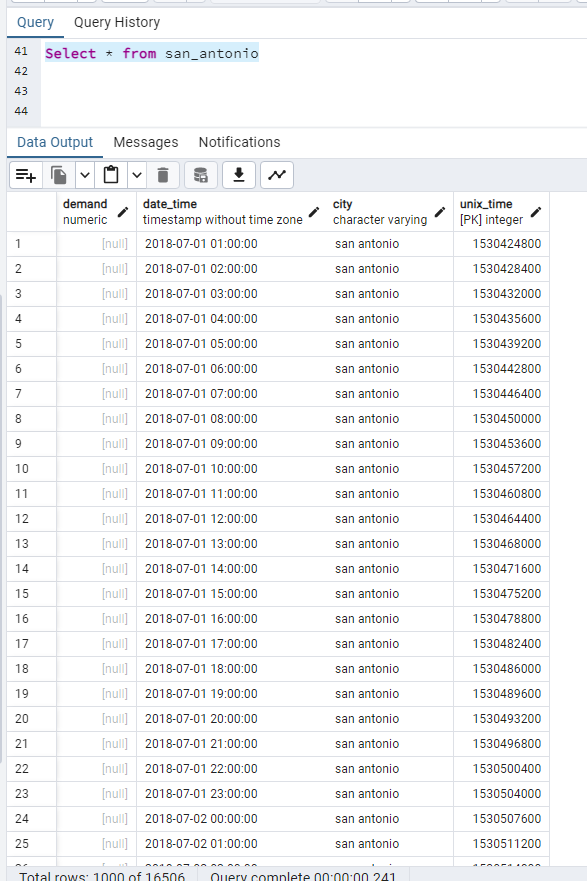 Query Query History
41 Select * from san_antonio
42
43
44
Data Output Messages Notifications
demand date_time city unix_time
numeric timestamp without time zone character varying [PK] integer
1 [null] 2018-07-01 01:00:00 san antonio 1530424800
2 [null] 2018-07-01 02:00:00 san antonio 1530428400
3 [null] 2018-07-01 03:00:00 san antonio 1530432000
4 [null] 2018-07-01 04:00:00 san antonio 1530435600
5 [null] 2018-07-01 05:00:00 san antonio 1530439200
6 [null] 2018-07-01 06:00:00 san antonio 1530442800
7 [null] 2018-07-01 07:00:00 san antonio 1530446400
8 [null] 2018-07-01 08:00:00 san antonio 1530450000
9 [null] 2018-07-01 09:00:00 san antonio 1530453600
10 [null] 2018-07-01 10:00:00 san antonio 1530457200
11 [null] 2018-07-01 11:00:00 san antonio 1530460800
12 [null] 2018-07-01 12:00:00 san antonio 1530464400
13 [null] 2018-07-01 13:00:00 san antonio 1530468000
14 [null] 2018-07-01 14:00:00 san antonio 1530471600
15 [null] 2018-07-01 15:00:00 san antonio 1530475200
16 [null] 2018-07-01 16:00:00 san antonio 1530478800
17 [null] 2018-07-01 17:00:00 san antonio 1530482400
18 [null] 2018-07-01 18:00:00 san antonio 1530486000
19 [null] 2018-07-01 19:00:00 san antonio 1530489600
20 [null] 2018-07-01 20:00:00 san antonio 1530493200
21 [null] 2018-07-01 21:00:00 san antonio 1530496800
22 [null] 2018-07-01 22:00:00 san antonio 1530500400
23 [null] 2018-07-01 23:00:00 san antonio 1530504000
24 [null] 2018-07-02 00:00:00 san antonio 1530507600
25 [null] 2018-07-02 01:00:00 san antonio 1530511200
Total rows: 1000 of 16506 Query complete 00:00:00.241